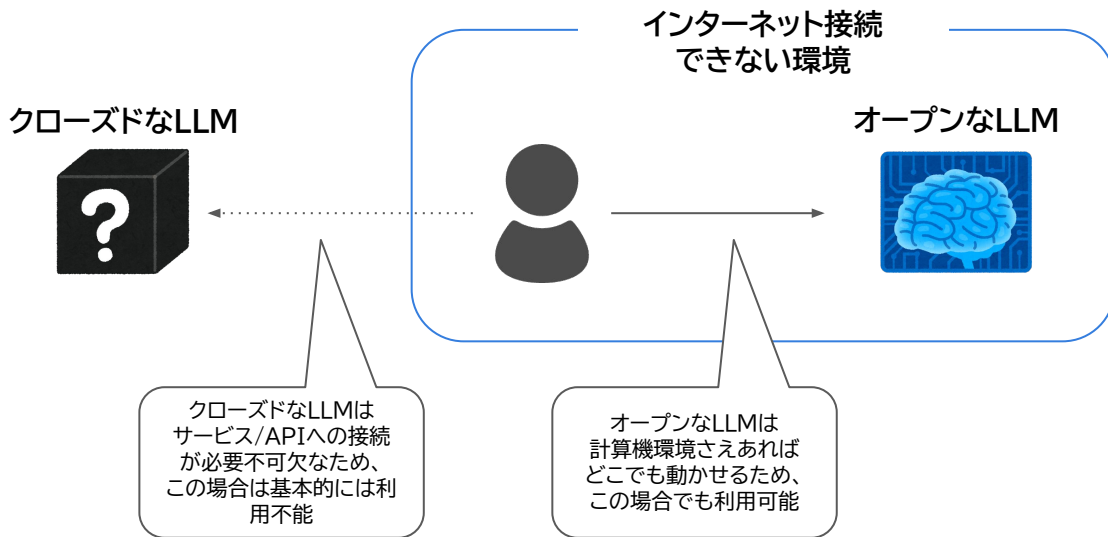 インターネット接続
できない環境
クローズドなLLM
オープンなLLM
?
クローズドなLLMは
サービス/APIへの接続
が必要不可欠なため、
この場合は基本的には利
用不能
オープンなLLMは
計算機環境さえあれば
どこでも動かせるため、
この場合でも利用可能